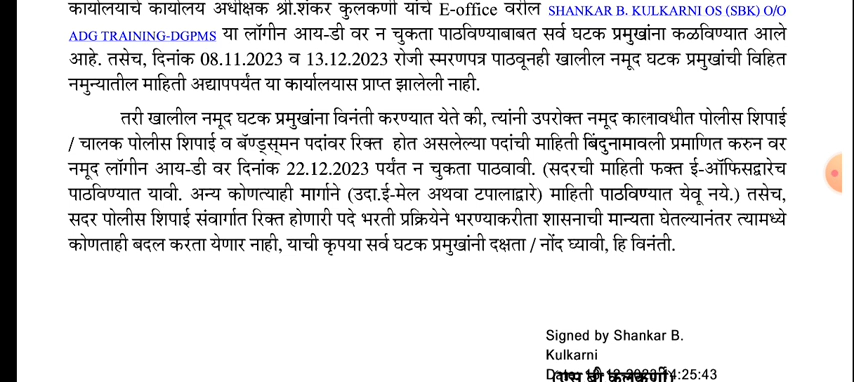 कार्यालयाचे कार्यालय अधीक्षक श्री.शंकर कुलकर्णी यांचे E-office वरील SHANKAR B. KULKARNI OS (SBK) O/O
ADG TRAINING-DGPMS या लॉगीन आय-डी वर न चुकता पाठविण्याबाबत सर्व घटक प्रमुखांना कळविण्यात आले
आहे. तसेच, दिनांक 08.11.2023 व 13.12.2023 रोजी स्मरणपत्र पाठवूनही खालील नमूद घटक प्रमुखांची विहित
नमुन्यातील माहिती अद्यापपर्यंत या कार्यालयास प्राप्त झालेली नाही.
तरी खालील नमूद घटक प्रमुखांना विनंती करण्यात येते की, त्यांनी उपरोक्त नमूद कालावधीत पोलीस शिपाई
/ चालक पोलीस शिपाई व बॅण्ड्स्मन पदांवर रिक्त होत असलेल्या पदांची माहिती बिंदुनामावली प्रमाणित करुन वर
नमूद लॉगीन आय-डी वर दिनांक 22.12.2023 पर्यंत न चुकता पाठवावी. (सदरची माहिती फक्त ई-ऑफिसद्वारेच
पाठविण्यात यावी. अन्य कोणत्याही मार्गाने (उदा.ई-मेल अथवा टपालाद्वारे) माहिती पाठविण्यात येवू नये.) तसेच,
सदर पोलीस शिपाई संवार्गात रिक्त होणारी पदे भरती प्रक्रियेने भरण्याकरीता शासनाची मान्यता घेतल्यानंतर त्यामध्ये
कोणताही बदल करता येणार नाही, याची कृपया सर्व घटक प्रमुखांनी दक्षता / नोंद घ्यावी, हि विनंती.
Signed by Shankar B.
Kulkarni
(एस बी कुलकर्णी)